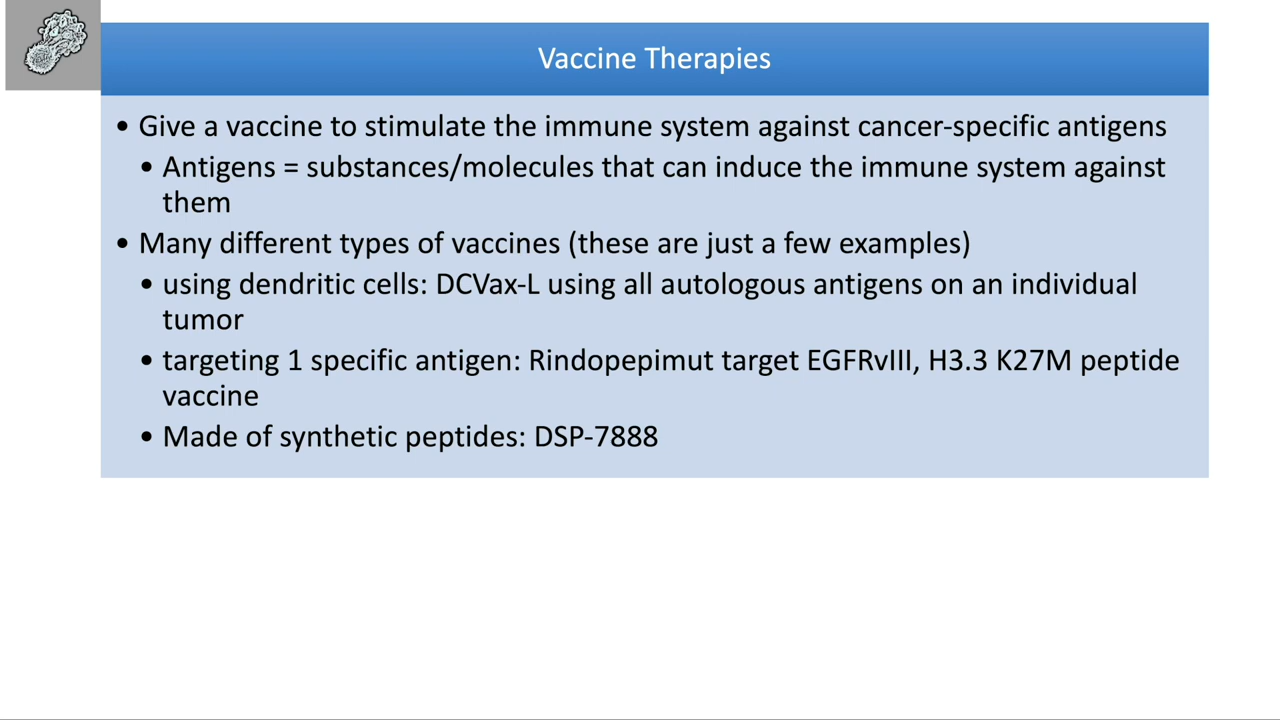 Vaccine Therapies
• Give a vaccine to stimulate the immune system against cancer-specific antigens
• Antigens = substances/molecules that can induce the immune system against
them
• Many different types of vaccines (these are just a few examples)
• using dendritic cells: DCVax-L using all autologous antigens on an individual
tumor
• targeting 1 specific antigen: Rindopepimut target EGFRvIII, H3.3 K27M peptide
vaccine
• Made of synthetic peptides: DSP-7888